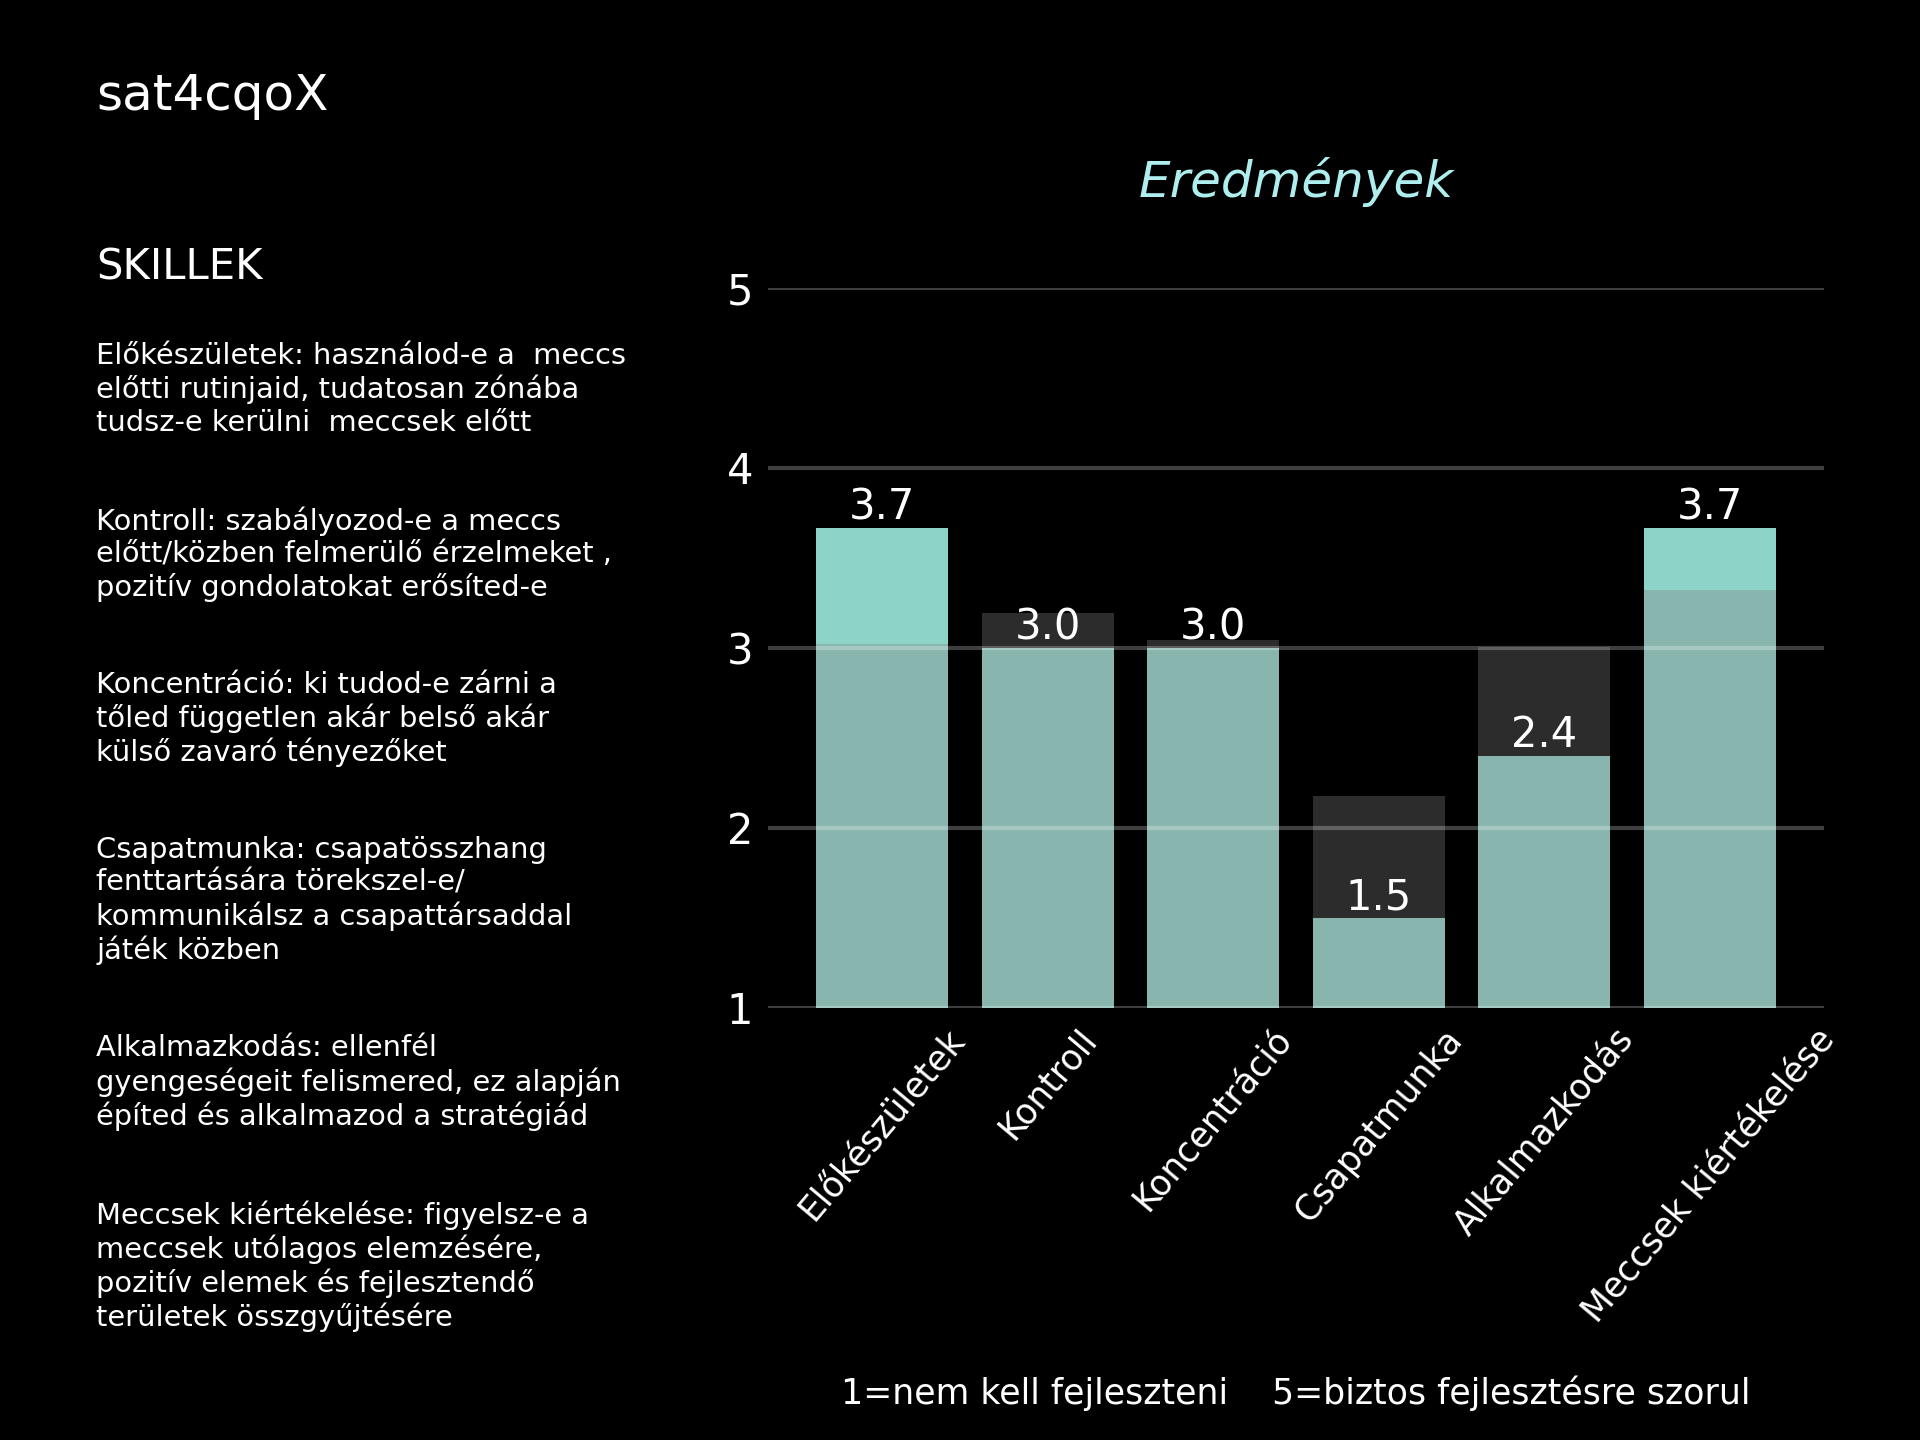 sat4cqoX
Eredmények
SKILLEK
Előkészületek: használod-e a  meccs
előtti rutinjaid, tudatosan zónába
tudsz-e kerülni  meccsek előtt
Kontroll: szabályozod-e a meccs
előtt/közben felmerülő érzelmeket ,
pozitív gondolatokat erősíted-e
Koncentráció: ki tudod-e zárni a
tőled független akár belső akár
külső zavaró tényezőket
Csapatmunka: csapatösszhang
fenttartására törekszel-e/
kommunikálsz a csapattársaddal
játék közben
Alkalmazkodás: ellenfél
gyengeségeit felismered, ez alapján
építed és alkalmazod a stratégiád
Meccsek kiértékelése: figyelsz-e a
meccsek utólagos elemzésére,
pozitív elemek és fejlesztendő
területek összgyűjtésére
5
4
3
2
1
3.7
3.0
3.0
1.5
2.4
3.7
Előkészületek
Kontroll
Koncentráció
Csapatmunka
Alkalmazkodás
Meccsek kiértékelése
1=nem kell fejleszteni    5=biztos fejlesztésre szorul